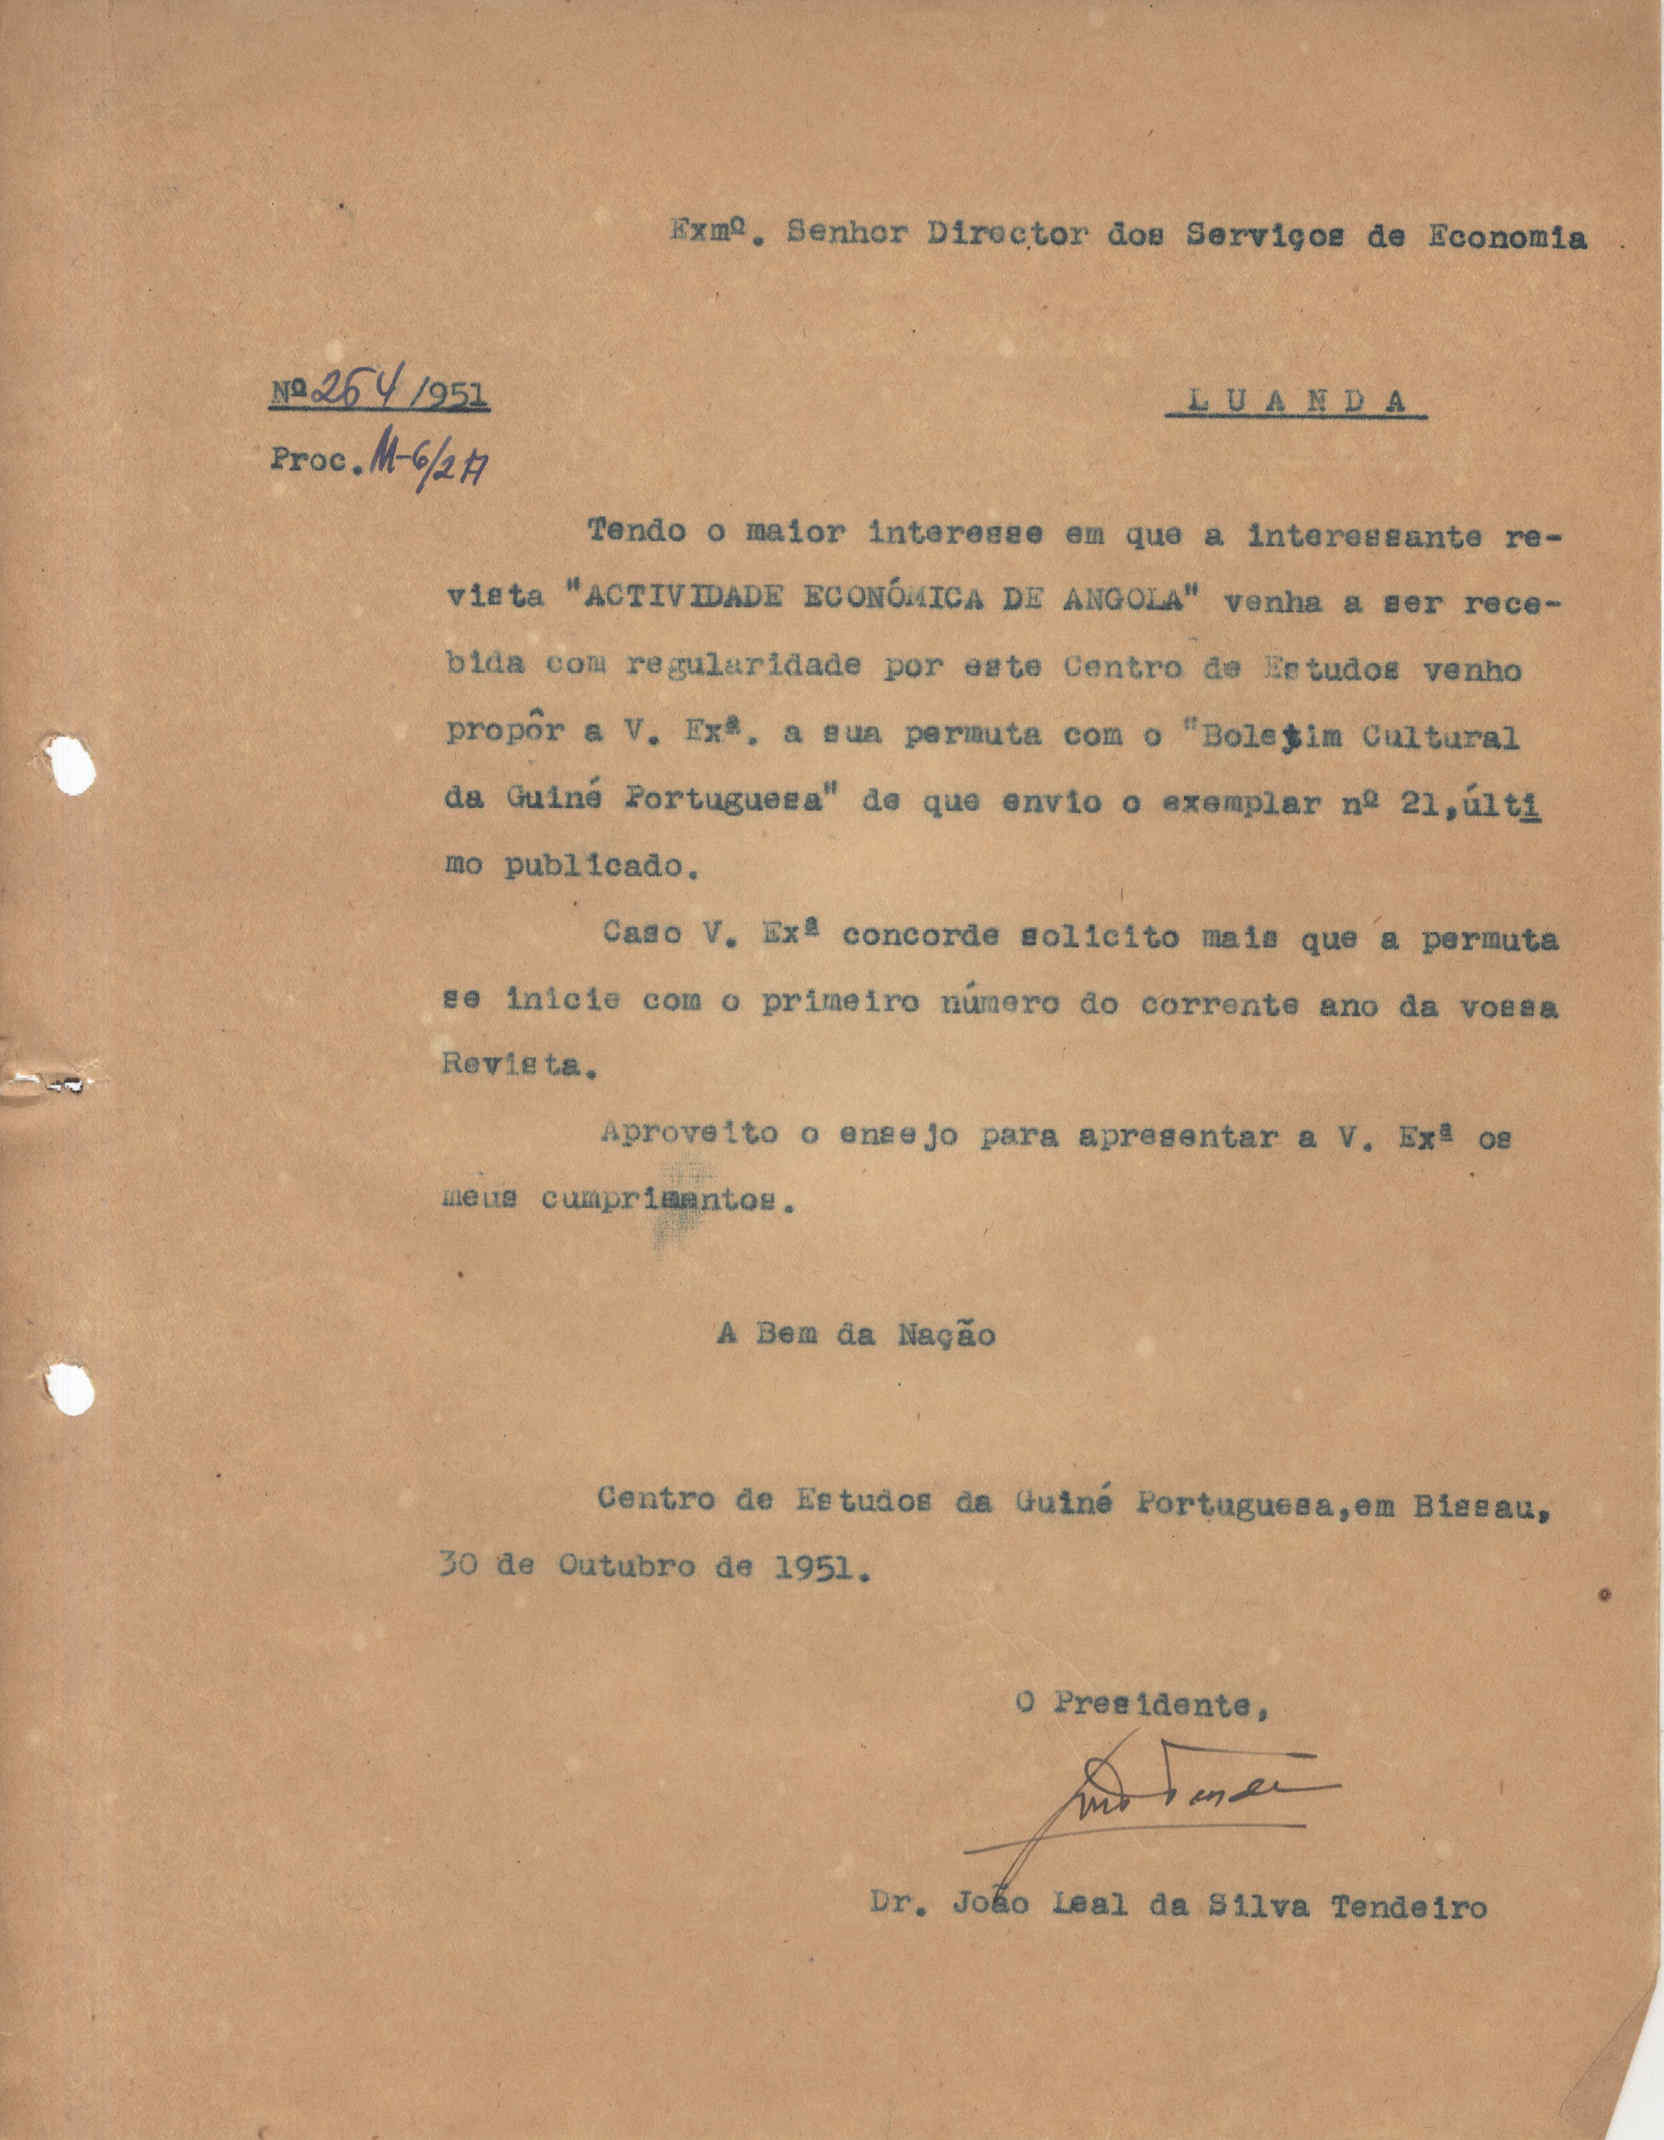 Exmº. Senhor Director dos Serviços de Economia
Nº 264/951
L U A N D A
Proc. M-6/2A
Tendo o maior interesse em que a interessante re-
vista "ACTIVIDADE ECONÓMICA DE ANGOLA" venha a ser rece-
bida com regularidade por este Centro de Estudos venho
propôr a V. Exª. a sua permuta com o "Boletim Cultural
da Guiné Portuguesa" de que envio o exemplar nº 21,últi
mo publicado.
Caso V. Exª concorde solicito mais que a permuta
se inicie com o primeiro número do corrente ano da vossa
Revista.
Aproveito o ensejo para apresentar a V. Exª os
meus cumprimentos.
A Bem da Nação
Centro de Estudos da Guiné Portuguesa,em Bissau,
30 de Outubro de 1951.
O Presidente,
Dr. João Leal da Silva Tendeiro